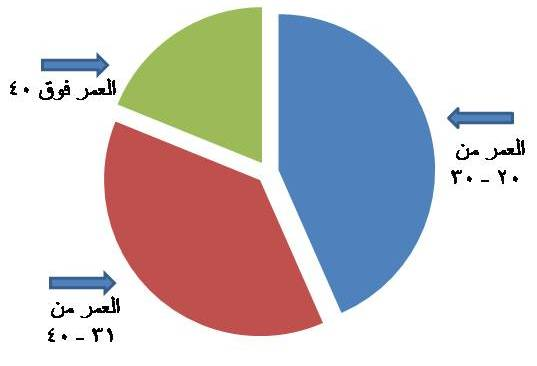 العمر فوق ٤٠
العمر من
٢٠ - ٣٠
العمر من
٣١ - ٤٠